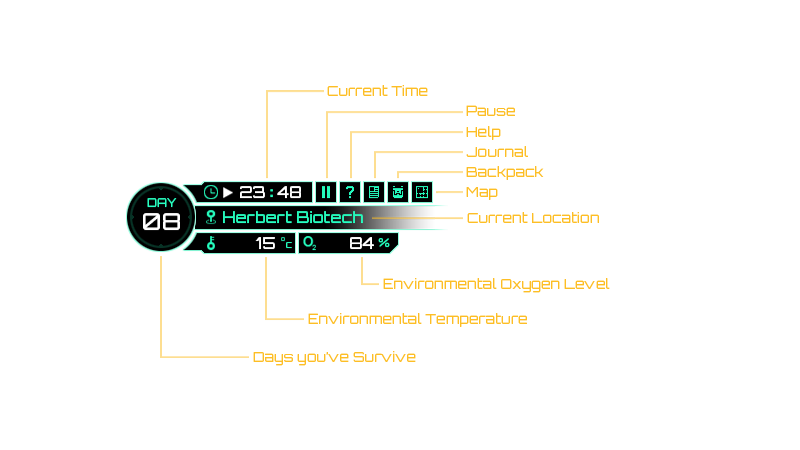 Current Time
Pause
Help
Journal
Backpack
Map
DAY
08
23:48
?
Herbert Biotech
Current Location
15 °c
O2 84 %
Environmental Oxygen Level
Environmental Temperature
Days you've Survive